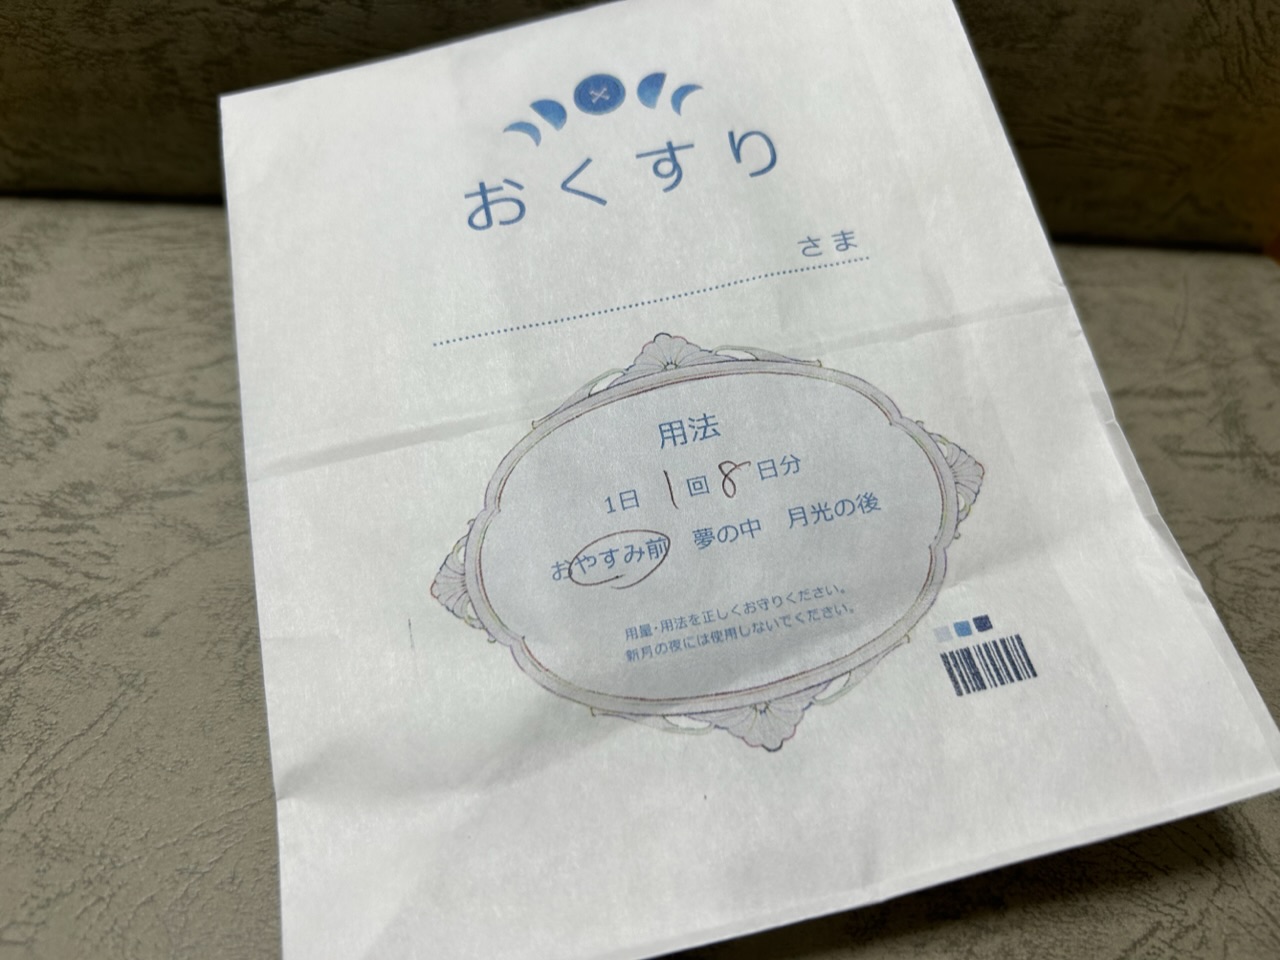 おくすり
さま
用法
1日 1回 8日分
おやすみ前 夢の中 月光の後
用量・用法を正しくお守りください。
新月の夜には使用しないでください。